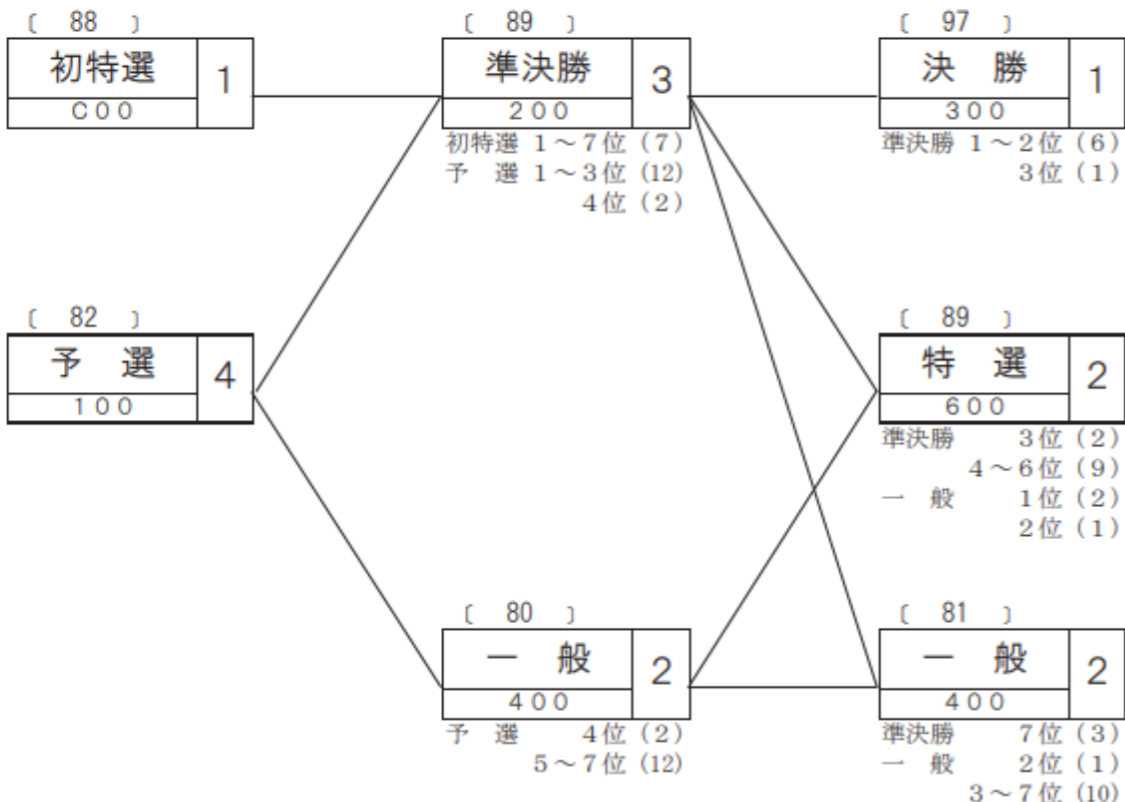 〔 88 〕
初特選 1
C00
〔 89 〕
準決勝 3
200
初特選 1～7位 (7)
予 選 1～3位 (12)
4位 (2)
〔 97 〕
決 勝 1
300
準決勝 1～2位 (6)
3位 (1)
〔 82 〕
予 選 4
100
〔 89 〕
特 選 2
600
準決勝 3位 (2)
4～6位 (9)
一 般 1位 (2)
2位 (1)
〔 80 〕
一 般 2
400
予 選 4位 (2)
5～7位 (12)
〔 81 〕
一 般 2
400
準決勝 7位 (3)
一 般 2位 (1)
3～7位 (10)